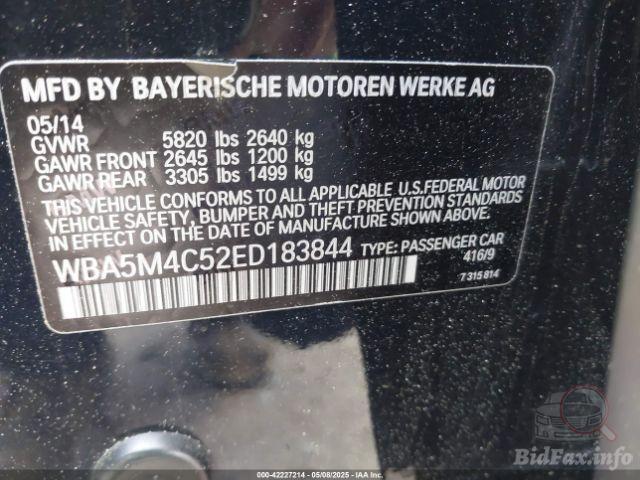 MFD BY BAYERISCHE MOTOREN WERKE AG
05/14
GVWR 5820 lbs 2640 kg
GAWR FRONT 2645 lbs 1200 kg
GAWR REAR 3305 lbs 1499 kg
THIS VEHICLE CONFORMS TO ALL APPLICABLE U.S.FEDERAL MOTOR
VEHICLE SAFETY, BUMPER AND THEFT PREVENTION STANDARDS
IN EFFECT ON THE DATE OF MANUFACTURE SHOWN ABOVE.
WBA5M4C52ED183844 TYPE: PASSENGER CAR
416/9
7 315 814
BidFax.info
000-42227214 - 05/08/2025 - IAA Inc.